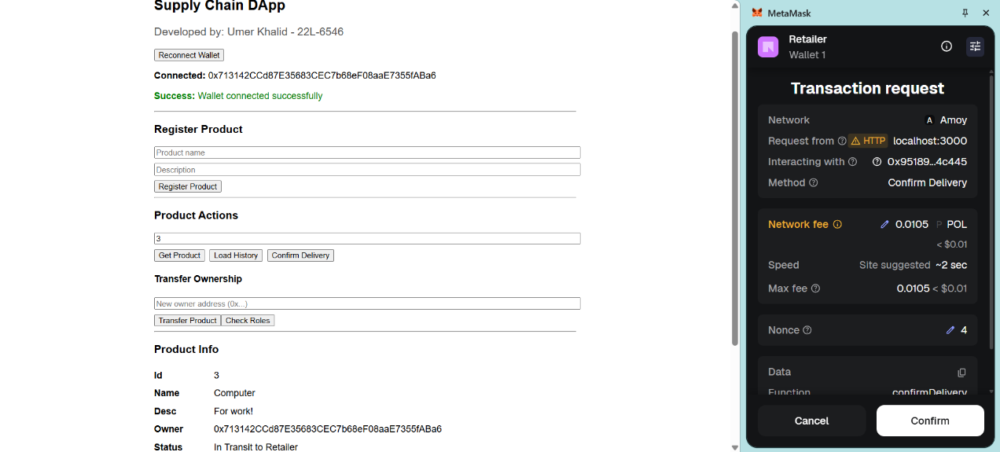 Supply Chain DApp
Developed by: Umer Khalid - 22L-6546
Reconnect Wallet
Connected: 0x713142CCd87E35683CEC7b68eF08aaE7355fABa6
Success: Wallet connected successfully
Register Product
Product name
Description
Register Product
Product Actions
3
Get Product Load History Confirm Delivery
Transfer Ownership
New owner address (0x...)
Transfer Product Check Roles
Product Info
Id 3
Name Computer
Desc For work!
Owner 0x713142CCd87E35683CEC7b68eF08aaE7355fABa6
Status In Transit to Retailer
MetaMask
Retailer
Wallet 1
Transaction request
Network A Amoy
Request from HTTP localhost:3000
Interacting with 0x95189...4c445
Method Confirm Delivery
Network fee 0.0105 P POL
< $0.01
Speed Site suggested ~2 sec
Max fee 0.0105 < $0.01
Nonce 4
Data
Function confirmDelivery
Cancel Confirm